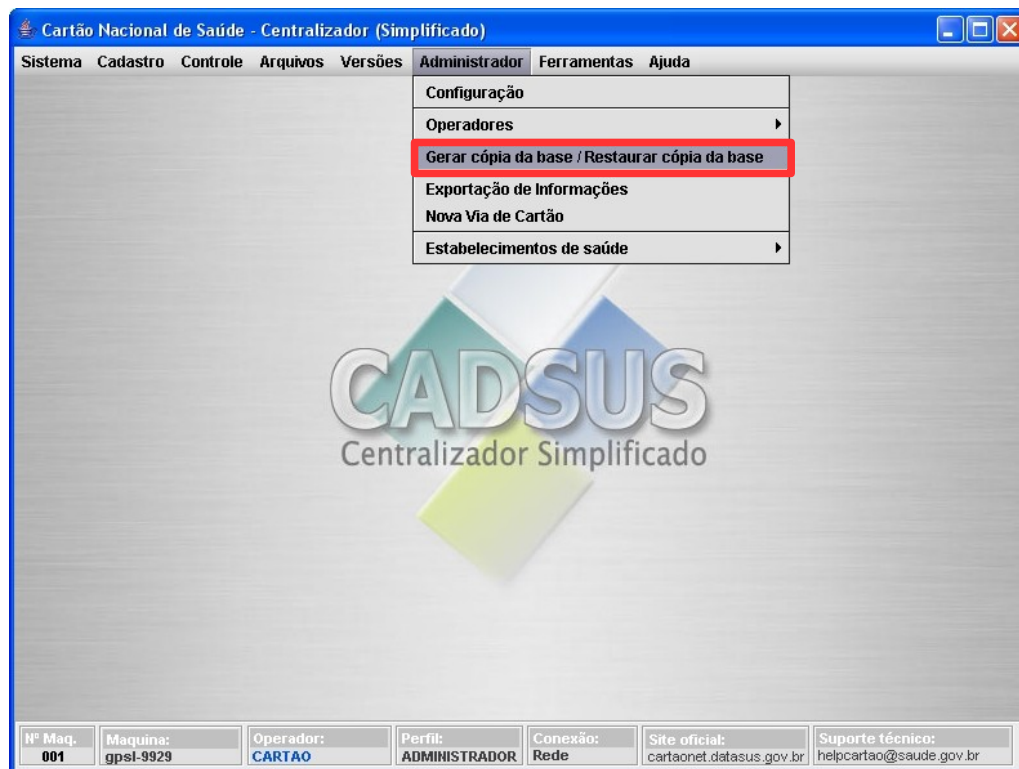 Cartão Nacional de Saúde - Centralizador (Simplificado)
Sistema Cadastro Controle Arquivos Versões Administrador Ferramentas Ajuda
Configuração
Operadores
Gerar cópia da base / Restaurar cópia da base
Exportação de Informações
Nova Via de Cartão
Estabelecimentos de saúde
CADSUS
Centralizador Simplificado
Nº Maq. Maquina: Operador: Perfil: Conexão: Site oficial: Suporte técnico:
001 gpsl-9929 CARTAO ADMINISTRADOR Rede cartaonet.datasus.gov.br helpcartao@saude.gov.br